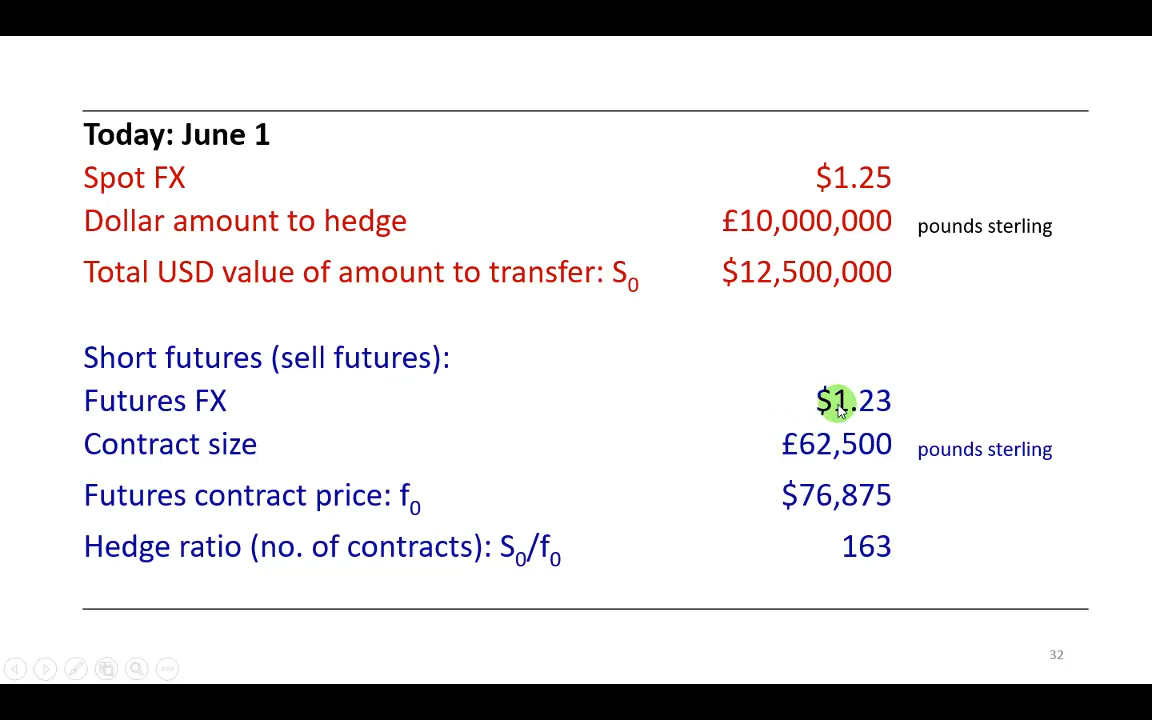 Today: June 1
Spot FX $1.25
Dollar amount to hedge £10,000,000 pounds sterling
Total USD value of amount to transfer: S0 $12,500,000
Short futures (sell futures):
Futures FX $1.23
Contract size £62,500 pounds sterling
Futures contract price: f0 $76,875
Hedge ratio (no. of contracts): S0/f0 163
32